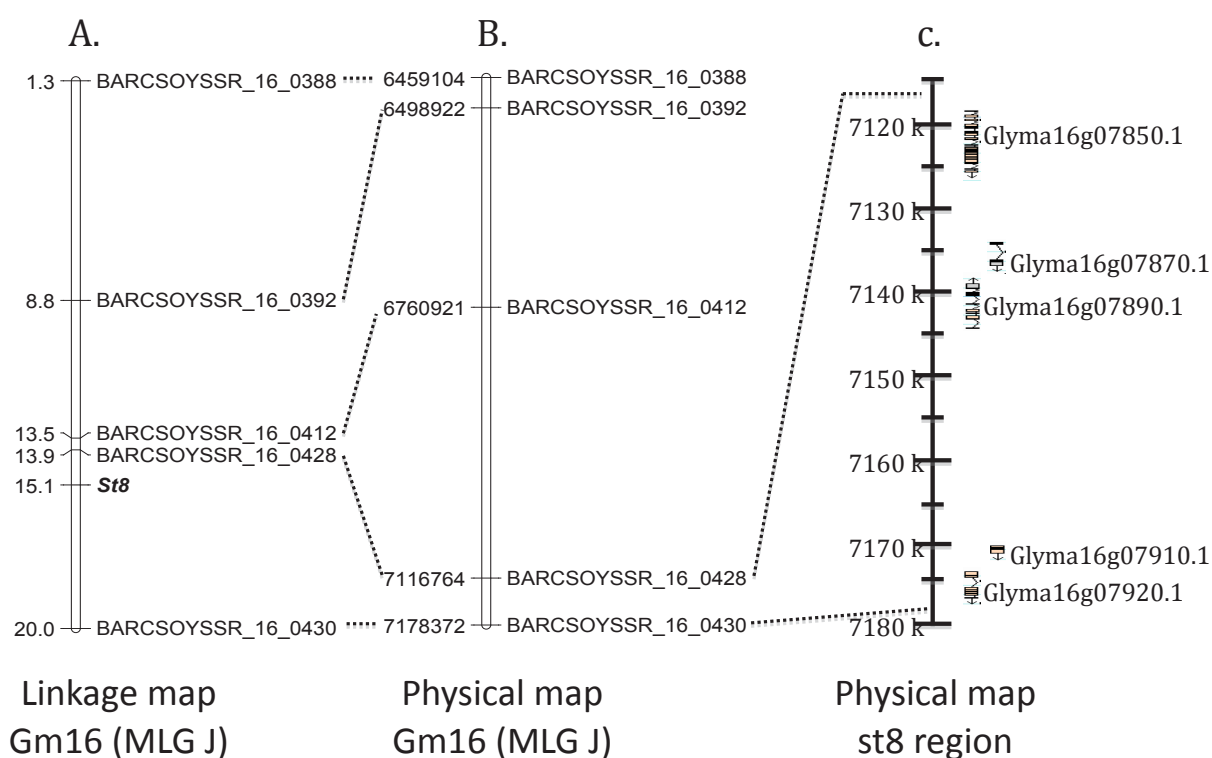 A.
1.3 BARCSOYSSR_16_0388
8.8 BARCSOYSSR_16_0392
13.5 BARCSOYSSR_16_0412
13.9 BARCSOYSSR_16_0428
15.1 St8
20.0 BARCSOYSSR_16_0430
Linkage map
Gm16 (MLG J)
B.
6459104 BARCSOYSSR_16_0388
6498922 BARCSOYSSR_16_0392
6760921 BARCSOYSSR_16_0412
7116764 BARCSOYSSR_16_0428
7178372 BARCSOYSSR_16_0430
Physical map
Gm16 (MLG J)
c.
7120 k Glyma16g07850.1
7130 k
Glyma16g07870.1
7140 k Glyma16g07890.1
7150 k
7160 k
7170 k Glyma16g07910.1
Glyma16g07920.1
7180 k
Physical map
st8 region